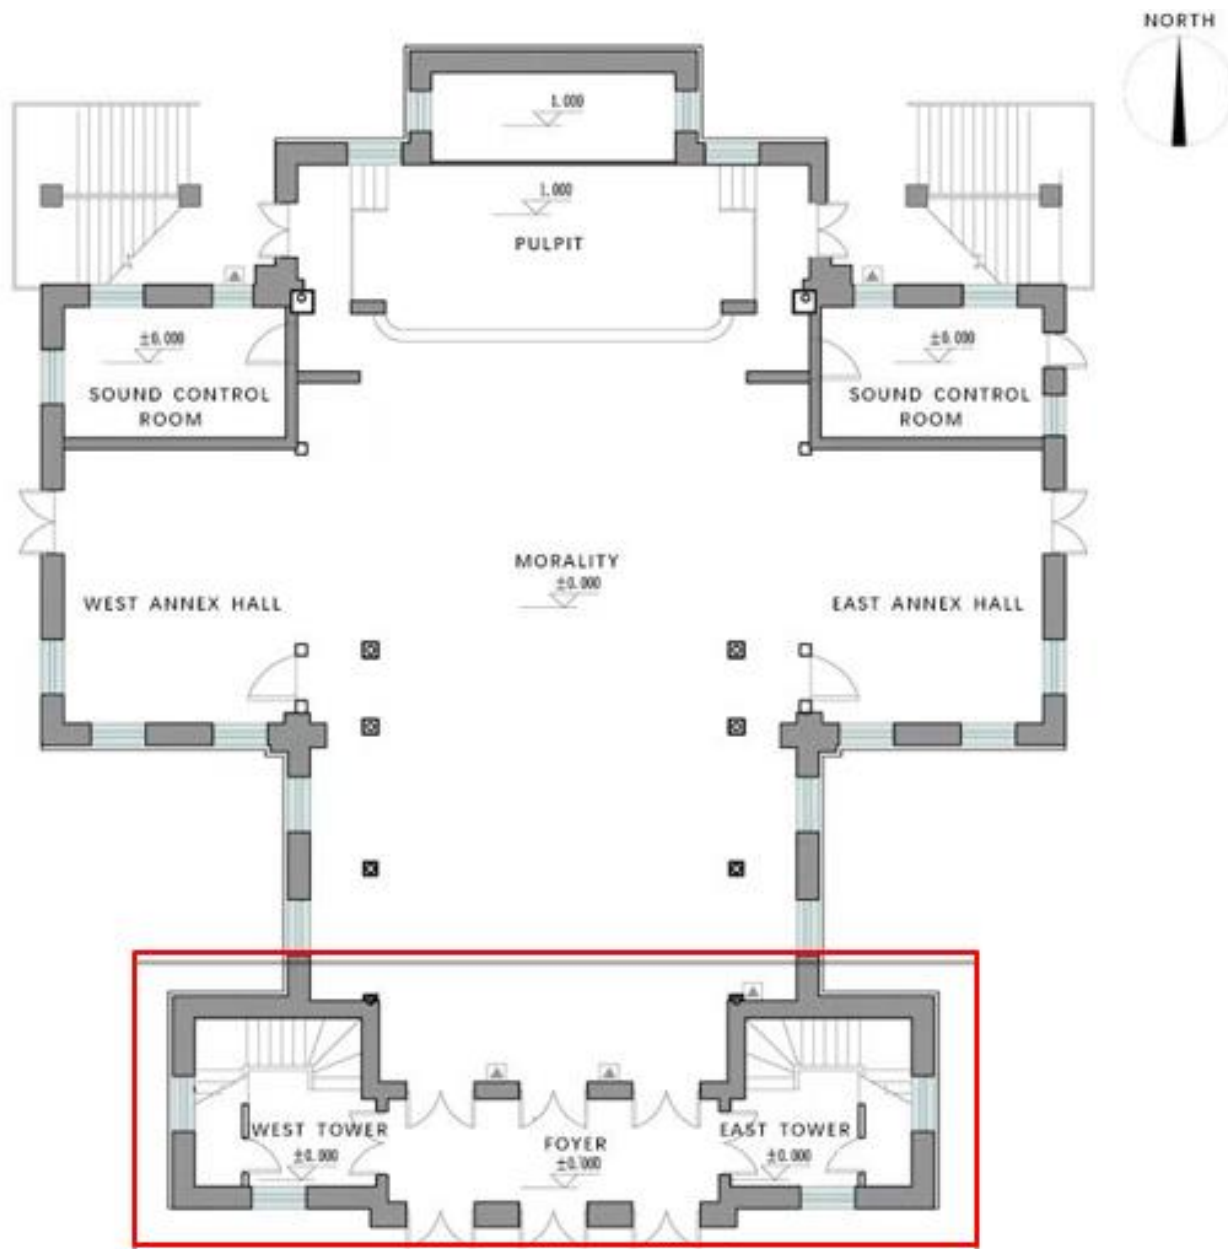 NORTH
1.000
1.000
PULPIT
±0.000
±0.000
SOUND CONTROL
ROOM
SOUND CONTROL
ROOM
MORALITY
±0.000
WEST ANNEX HALL
EAST ANNEX HALL
WEST TOWER
±0.000
FOYER
±0.000
EAST TOWER
±0.000